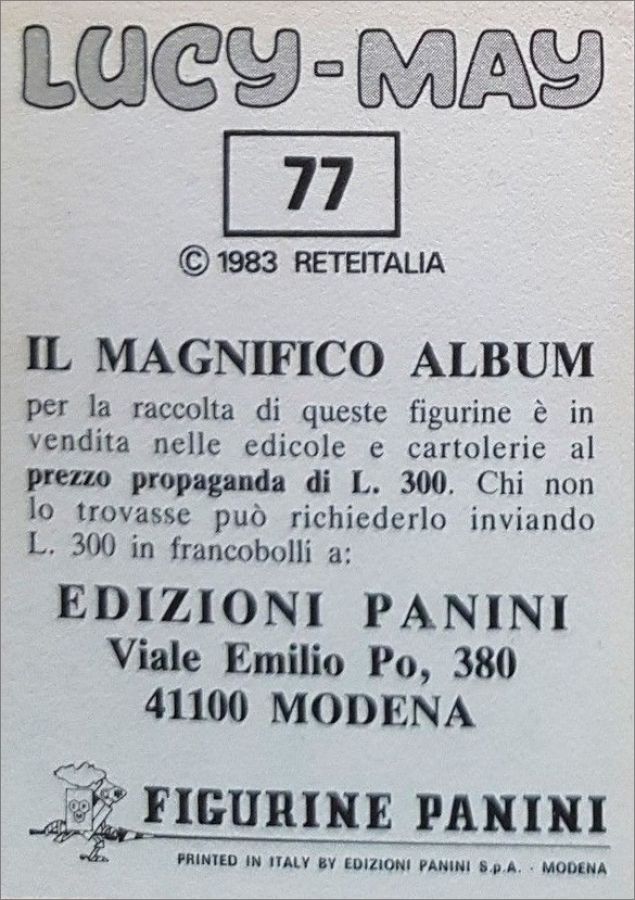 LUCY-MAY
77
© 1983 RETEITALIA
IL MAGNIFICO ALBUM
per la raccolta di queste figurine è in
vendita nelle edicole e cartolerie al
prezzo propaganda di L. 300. Chi non
lo trovasse può richiederlo inviando
L. 300 in francobolli a:
EDIZIONI PANINI
Viale Emilio Po, 380
41100 MODENA
FIGURINE PANINI
PRINTED IN ITALY BY EDIZIONI PANINI S.p.A. - MODENA